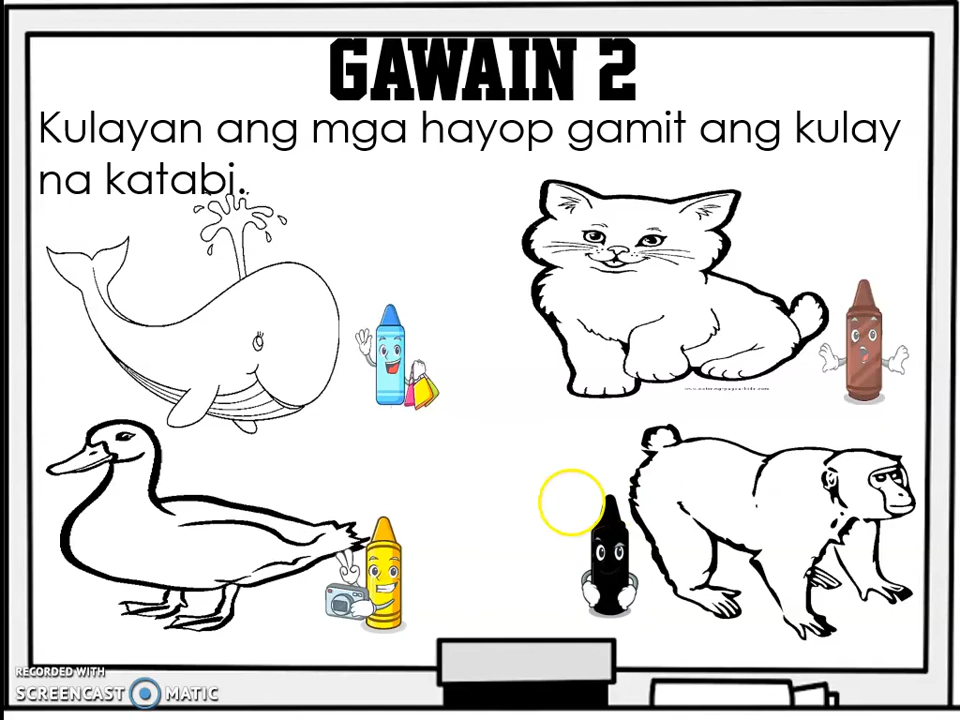 GAWAIN 2
Kulayan ang mga hayop gamit ang kulay
na katabi.
RECORDED WITH
SCREENCAST MATIC